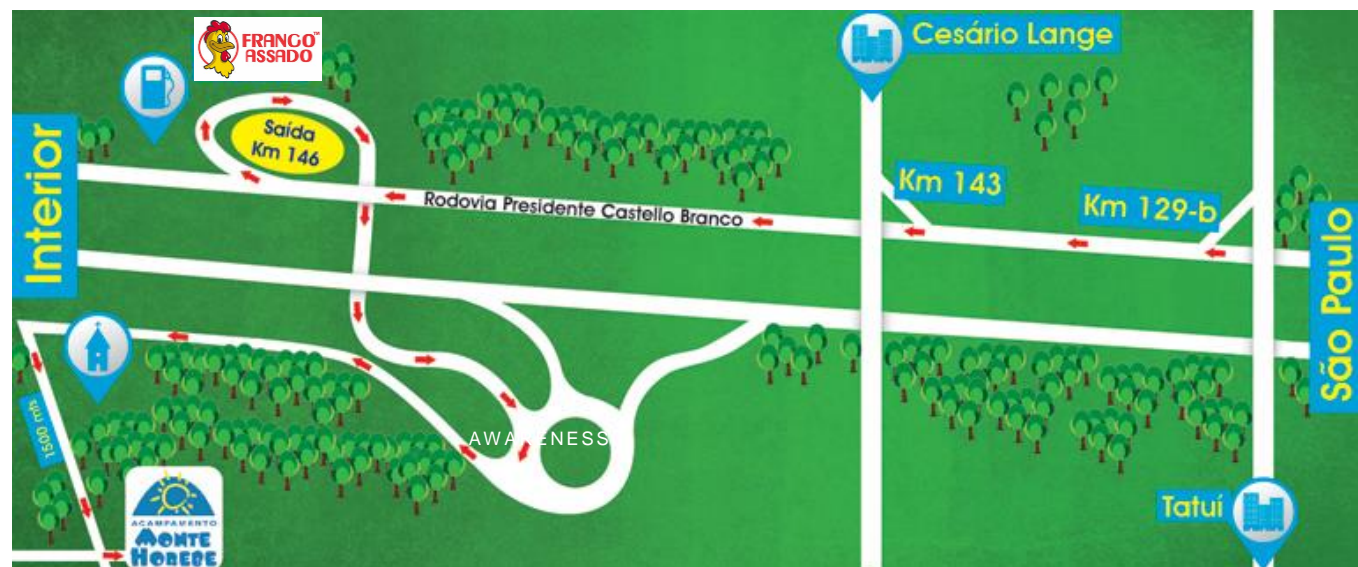 FRANGO
ASSADO™
Cesário Lange
Saída
Km 146
Interior
Km 143
Rodovia Presidente Castello Branco
Km 129-b
São Paulo
1500 mts
AWARENESS
Tatuí
ACAMPAMENTO
MONTE
HOREBE